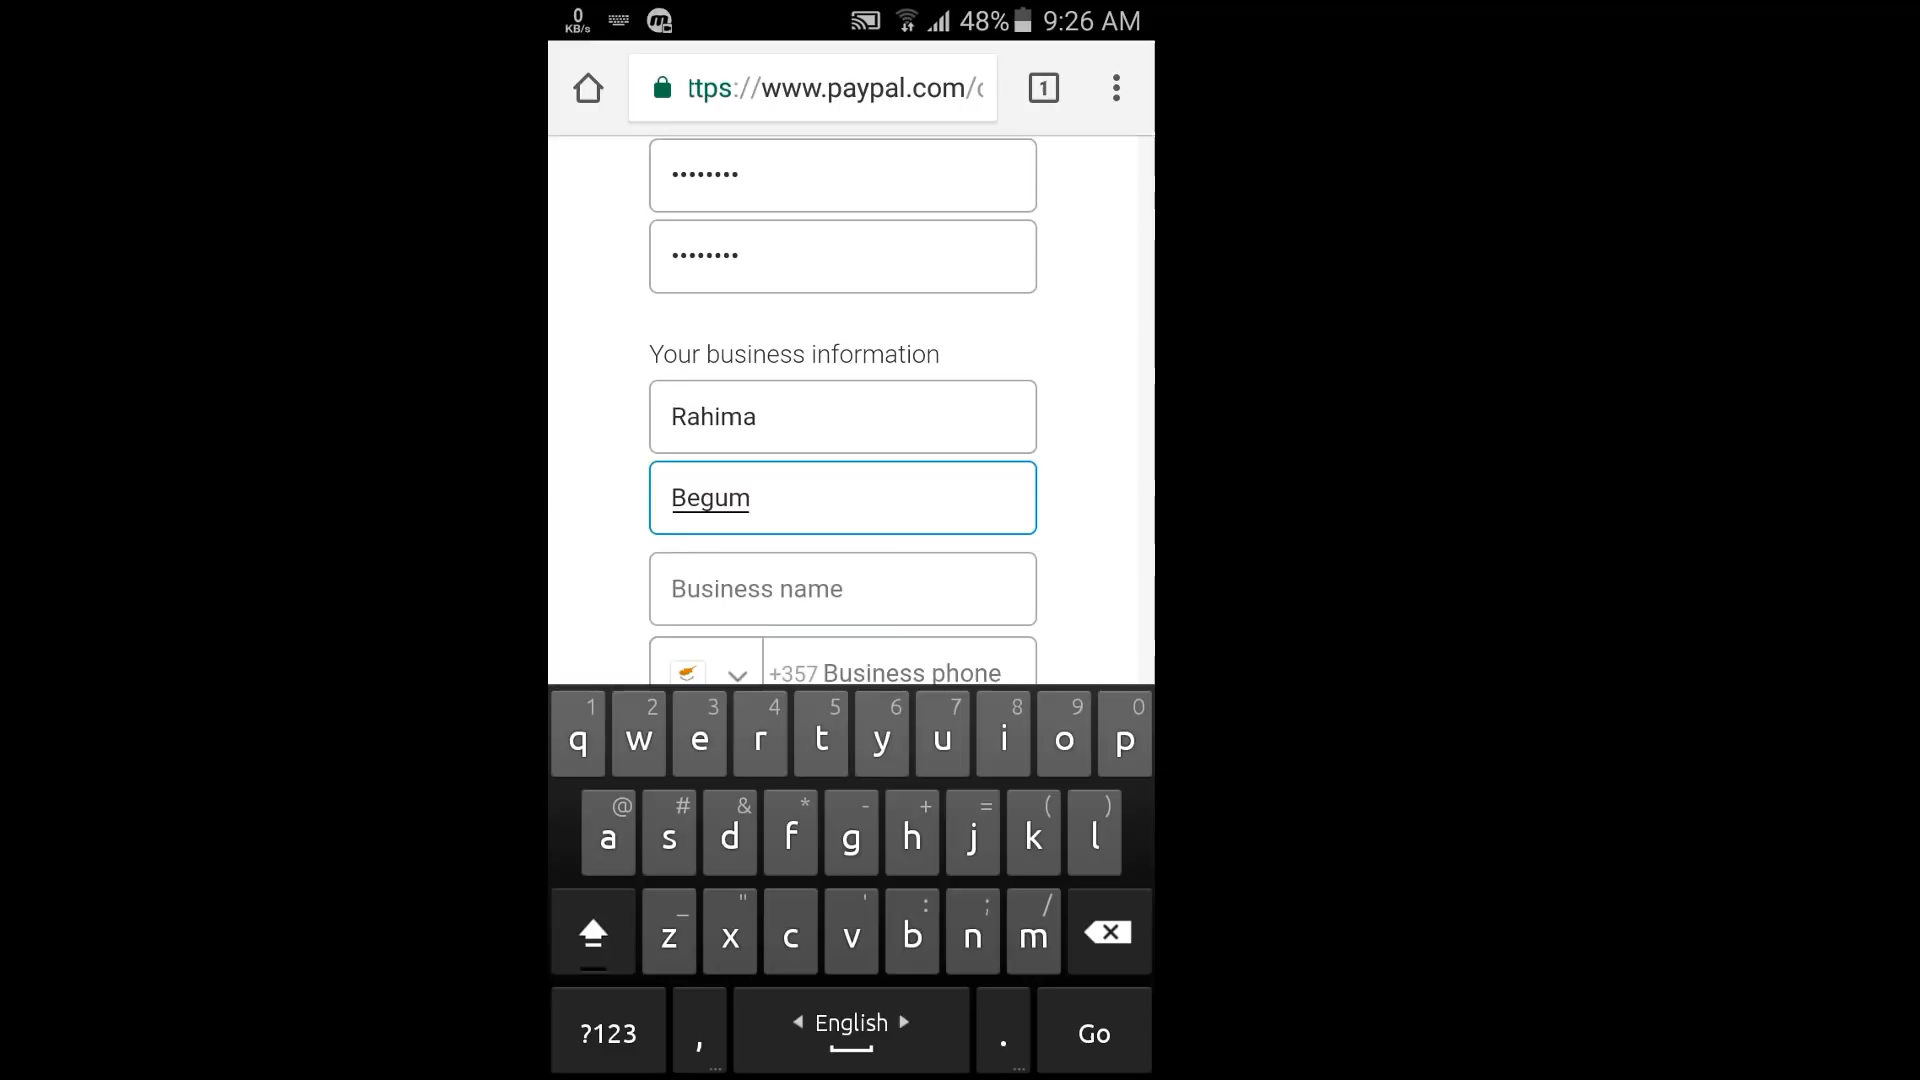 0 KB/s 48% 9:26 AM
ttps://www.paypal.com/ 1
••••••••
••••••••
Your business information
Rahima
Begum
Business name
+357 Business phone
1 2 3 4 5 6 7 8 9 0
q w e r t y u i o p
@ # & * - + = ( )
a s d f g h j k l
_ " ' : ; /
z x c v b n m
?123 , English . Go